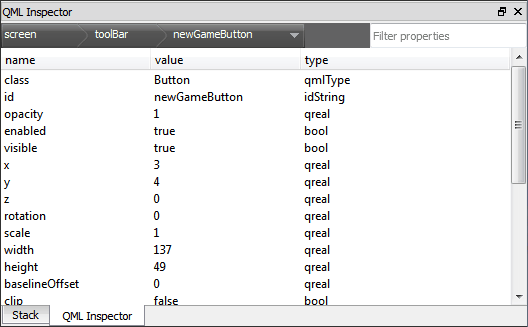 QML Inspector
screen toolBar newGameButton Filter properties
name value type
class Button qmlType
id newGameButton idString
opacity 1 qreal
enabled true bool
visible true bool
x 3 qreal
y 4 qreal
z 0 qreal
rotation 0 qreal
scale 1 qreal
width 137 qreal
height 49 qreal
baselineOffset 0 qreal
clip false bool
Stack QML Inspector